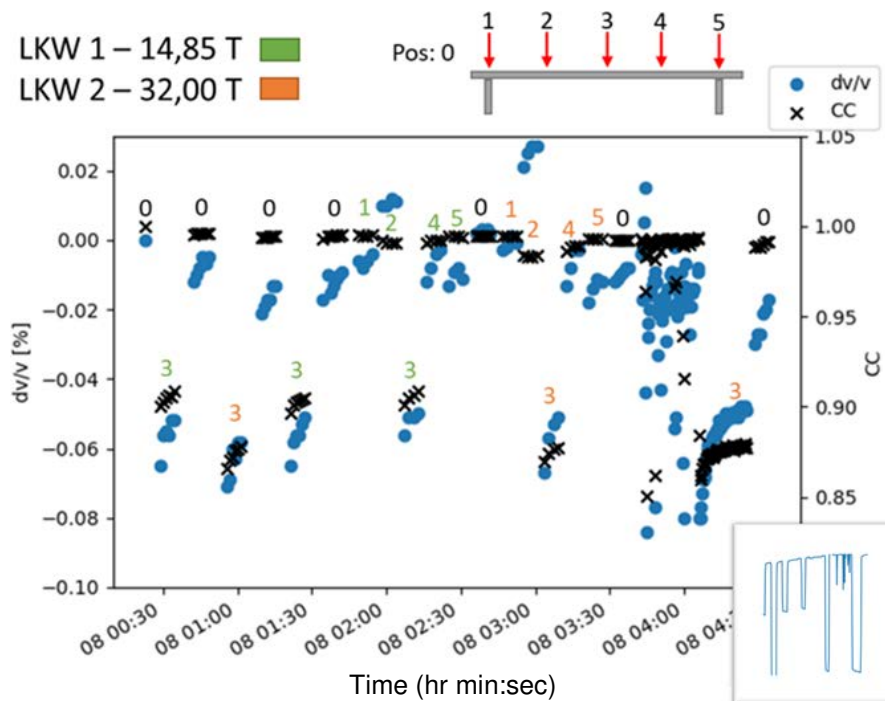 LKW 1 – 14,85 T
LKW 2 – 32,00 T
Pos: 0
1 2 3 4 5
dv/v
CC
0.02
0.00
−0.02
−0.04
−0.06
−0.08
−0.10
dv/v [%]
1.05
1.00
0.95
0.90
0.85
CC
0 0 0 0 1 2 4 5 0 1 2 4 5 0 0
3 3 3 3 3 3
08 00:30
08 01:00
08 01:30
08 02:00
08 02:30
08 03:00
08 03:30
08 04:00
Time (hr min:sec)